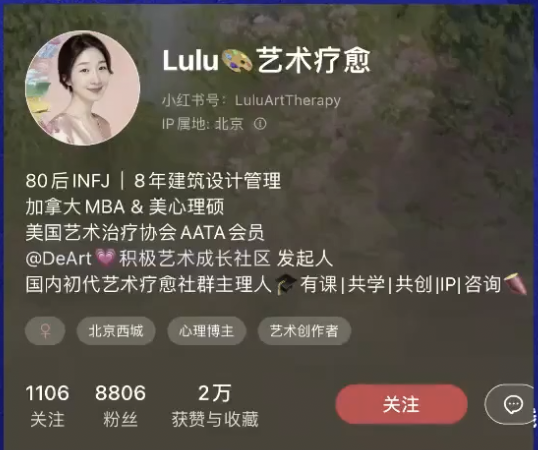 Lulu🎨艺术疗愈
小红书号：LuluArtTherapy
IP属地：北京
80后INFJ｜8年建筑设计管理
加拿大MBA & 美心理硕
美国艺术治疗协会AATA会员
@DeArt💗积极艺术成长社区 发起人
国内初代艺术疗愈社群主理人🎓有课|共学|共创|IP|咨询🍠
♀ 北京西城 心理博主 艺术创作者
1106 8806 2万
关注 粉丝 获赞与收藏 关注